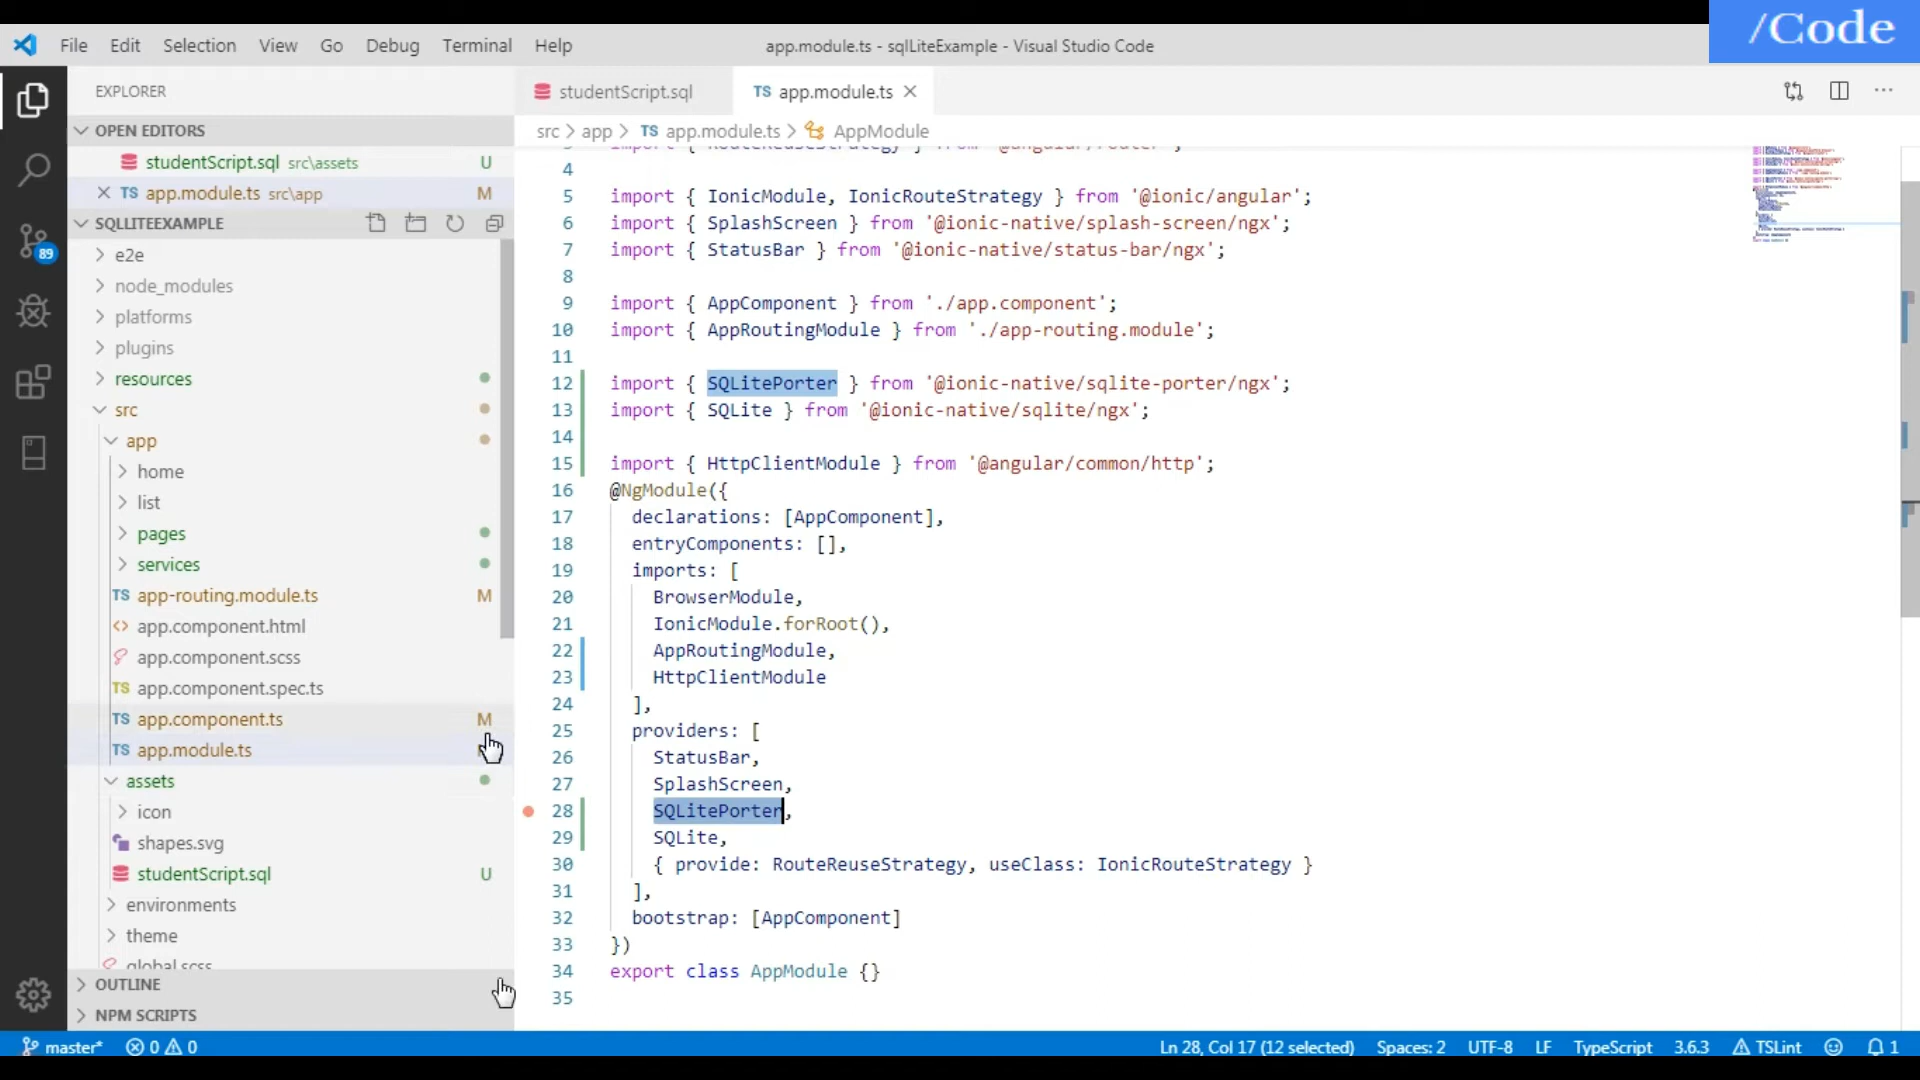 /Code
File Edit Selection View Go Debug Terminal Help
app.module.ts - sqlLiteExample - Visual Studio Code
EXPLORER
OPEN EDITORS
studentScript.sql src\assets U
TS app.module.ts src\app M
SQLLITEEXAMPLE
89
e2e
node_modules
platforms
plugins
resources
src
app
home
list
pages
services
TS app-routing.module.ts M
<> app.component.html
app.component.scss
TS app.component.spec.ts
TS app.component.ts M
TS app.module.ts
assets
icon
shapes.svg
studentScript.sql U
environments
theme
global.scss
OUTLINE
NPM SCRIPTS
studentScript.sql
TS app.module.ts
src > app > TS app.module.ts > AppModule
import { RouteReuseStrategy } from '@angular/router';
4
5 import { IonicModule, IonicRouteStrategy } from '@ionic/angular';
6 import { SplashScreen } from '@ionic-native/splash-screen/ngx';
7 import { StatusBar } from '@ionic-native/status-bar/ngx';
8
9 import { AppComponent } from './app.component';
10 import { AppRoutingModule } from './app-routing.module';
11
12 import { SQLitePorter } from '@ionic-native/sqlite-porter/ngx';
13 import { SQLite } from '@ionic-native/sqlite/ngx';
14
15 import { HttpClientModule } from '@angular/common/http';
16 @NgModule({
17 declarations: [AppComponent],
18 entryComponents: [],
19 imports: [
20 BrowserModule,
21 IonicModule.forRoot(),
22 AppRoutingModule,
23 HttpClientModule
24 ],
25 providers: [
26 StatusBar,
27 SplashScreen,
28 SQLitePorter,
29 SQLite,
30 { provide: RouteReuseStrategy, useClass: IonicRouteStrategy }
31 ],
32 bootstrap: [AppComponent]
33 })
34 export class AppModule {}
35
master* 0 0
Ln 28, Col 17 (12 selected) Spaces: 2 UTF-8 LF TypeScript 3.6.3 TSLint 1